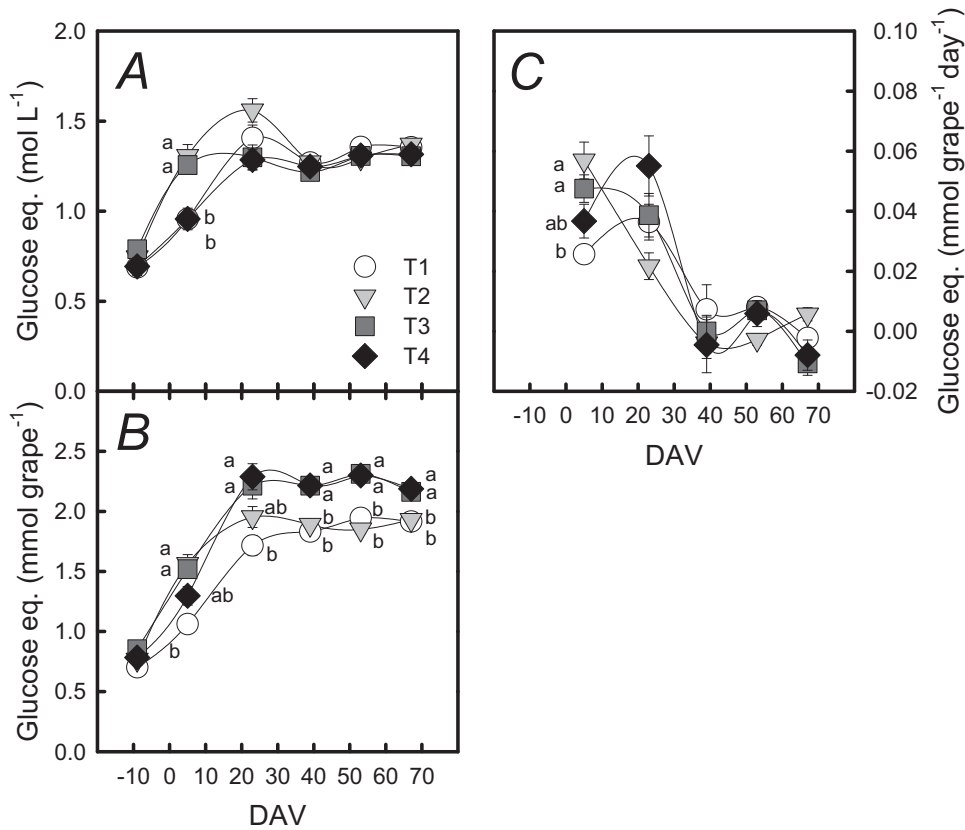 A
Glucose eq. (mol L⁻¹)
2.0
1.5
1.0
0.5
0.0
a
a
b
b
T1
T2
T3
T4
B
Glucose eq. (mmol grape⁻¹)
2.5
2.0
1.5
1.0
0.5
0.0
a
a
ab
b
a
a
ab
b
a
a
b
b
a
a
b
b
a
a
b
b
-10 0 10 20 30 40 50 60 70
DAV
C
a
a
ab
b
0.10
0.08
0.06
0.04
0.02
0.00
-0.02
Glucose eq. (mmol grape⁻¹ day⁻¹)
-10 0 10 20 30 40 50 60 70
DAV